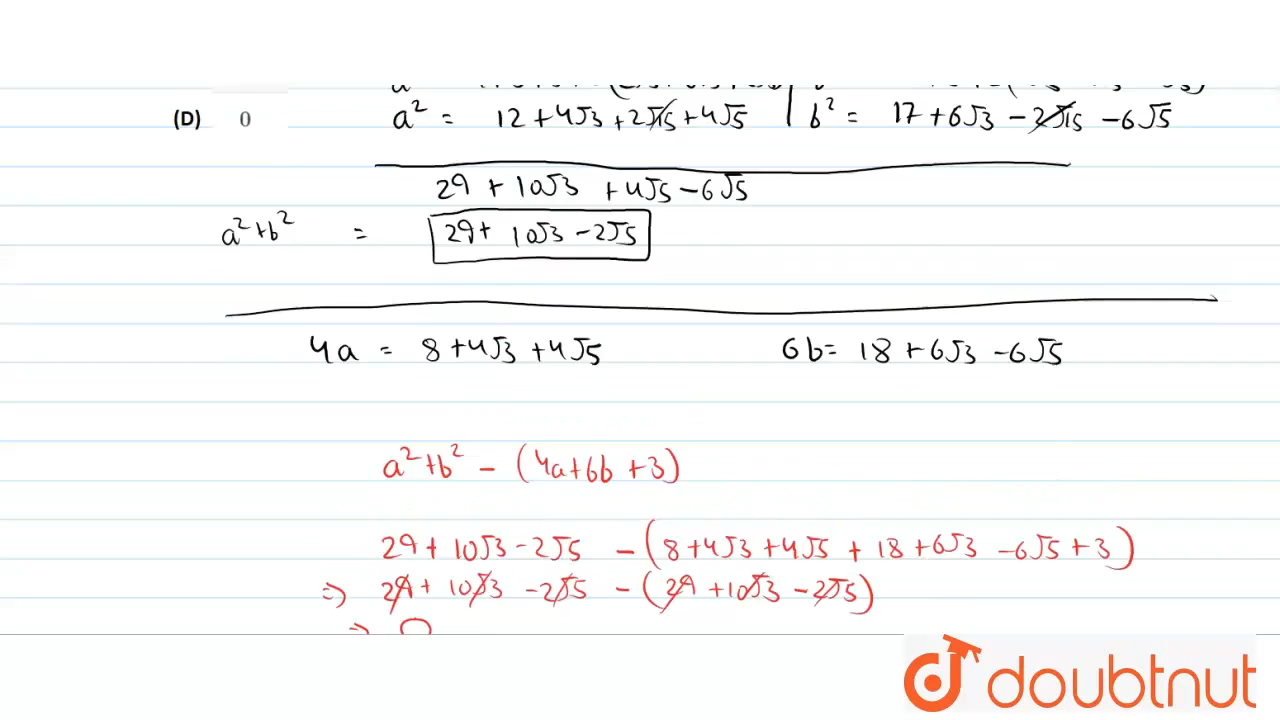 (D) 0
a² = 12 + 4√3 + 2√15 + 4√5 | b² = 17 + 6√3 - 2√15 - 6√5
29 + 10√3 + 4√5 - 6√5
a² + b² = 29 + 10√3 - 2√5
4a = 8 + 4√3 + 4√5 6b = 18 + 6√3 - 6√5
a² + b² - (4a + 6b + 3)
29 + 10√3 - 2√5 - (8 + 4√3 + 4√5 + 18 + 6√3 - 6√5 + 3)
⇒ 29 + 10√3 - 2√5 - (29 + 10√3 - 2√5)
⇒ 0
doubtnut